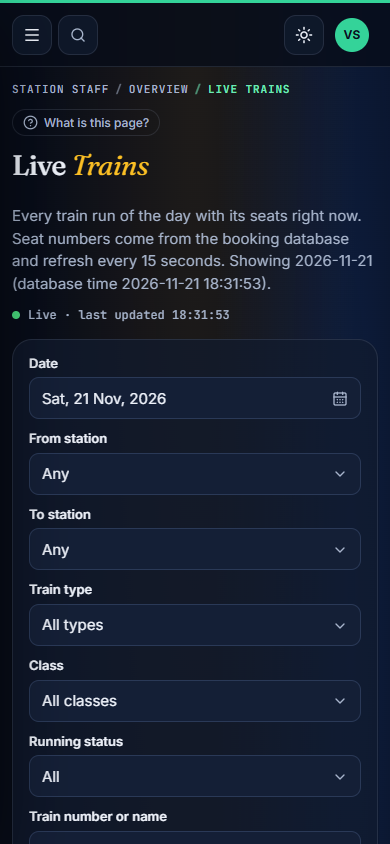 VS
STATION STAFF / OVERVIEW / LIVE TRAINS
What is this page?
Live Trains
Every train run of the day with its seats right now.
Seat numbers come from the booking database
and refresh every 15 seconds. Showing 2026-11-21
(database time 2026-11-21 18:31:53).
Live · last updated 18:31:53
Date
Sat, 21 Nov, 2026
From station
Any
To station
Any
Train type
All types
Class
All classes
Running status
All
Train number or name